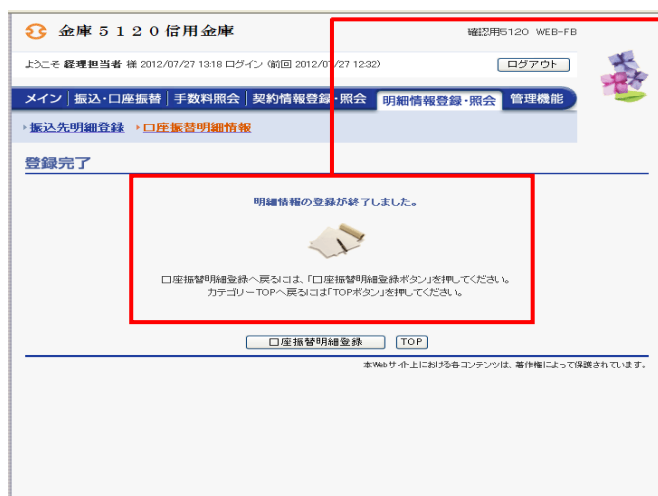 金庫５１２０信用金庫
確認用5120 WEB-FB
ようこそ 経理担当者 様 2012/07/27 13:18 ログイン (前回 2012/07/27 12:32)
ログアウト
メイン 振込・口座振替 手数料照会 契約情報登録・照会 明細情報登録・照会 管理機能
振込先明細登録 口座振替明細情報
登録完了
明細情報の登録が終了しました。
口座振替明細登録へ戻るには、「口座振替明細登録ボタン」を押してください。
カテゴリーTOPへ戻るには「TOPボタン」を押してください。
口座振替明細登録 TOP
本Webサイト上における各コンテンツは、著作権によって保護されています。